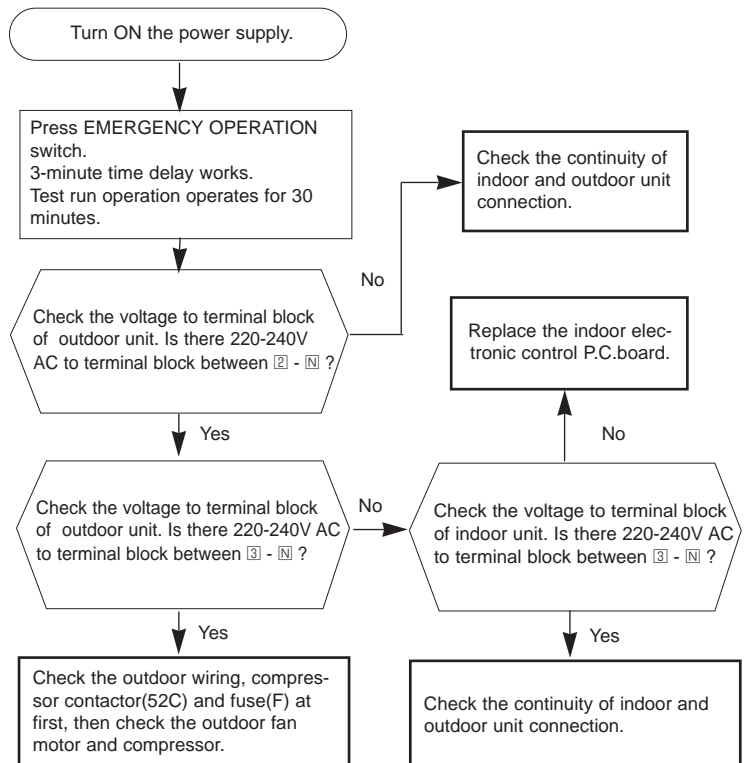 Turn ON the power supply.
Press EMERGENCY OPERATION
switch.
3-minute time delay works.
Test run operation operates for 30
minutes.
Check the continuity of
indoor and outdoor unit
connection.
No
Check the voltage to terminal block
of outdoor unit. Is there 220-240V
AC to terminal block between 2 - N ?
Replace the indoor elec-
tronic control P.C.board.
Yes
No
Check the voltage to terminal block
of outdoor unit. Is there 220-240V AC
to terminal block between 3 - N ?
No
Check the voltage to terminal block
of indoor unit. Is there 220-240V AC
to terminal block between 3 - N ?
Yes
Yes
Check the outdoor wiring, compres-
sor contactor(52C) and fuse(F) at
first, then check the outdoor fan
motor and compressor.
Check the continuity of indoor and
outdoor unit connection.